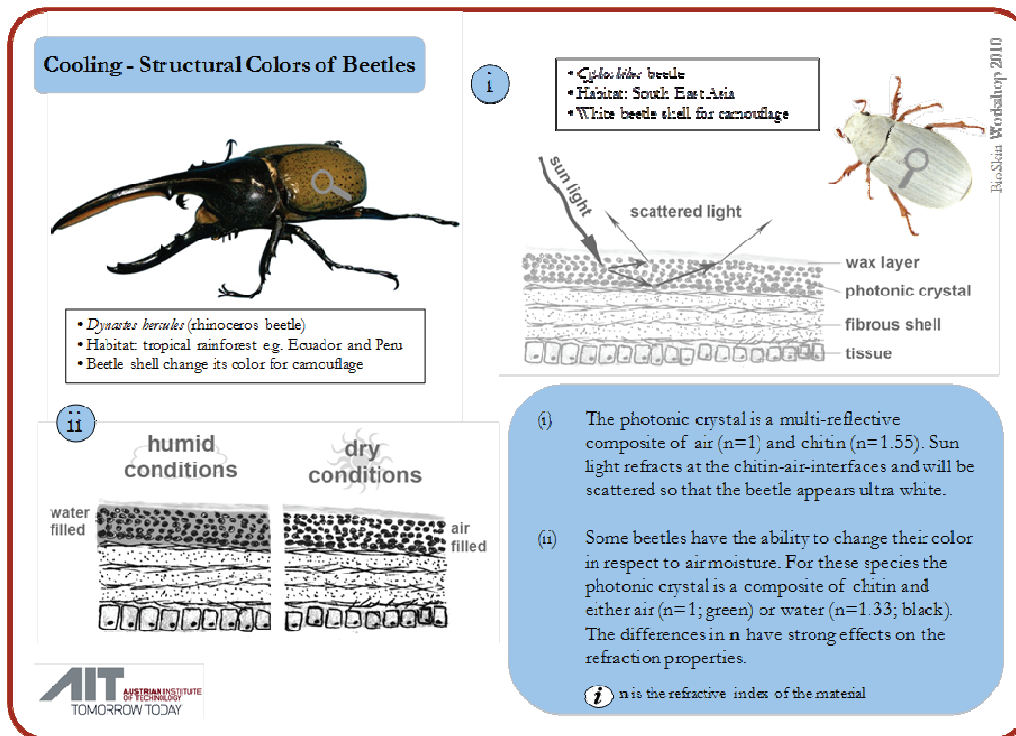 Cooling - Structural Colors of Beetles
• Dynastes hercules (rhinoceros beetle)
• Habitat: tropical rainforest e.g. Ecuador and Peru
• Beetle shell change its color for camouflage
i
• beetle
• Habitat: South East Asia
• White beetle shell for camouflage
BioSkin Workshop 2010
sun light
scattered light
wax layer
photonic crystal
fibrous shell
tissue
ii
humid
conditions
dry
conditions
water
filled
air
filled
(i) The photonic crystal is a multi-reflective
composite of air (n=1) and chitin (n=1.55). Sun
light refracts at the chitin-air-interfaces and will be
scattered so that the beetle appears ultra white.
(ii) Some beetles have the ability to change their color
in respect to air moisture. For these species the
photonic crystal is a composite of chitin and
either air (n=1; green) or water (n=1.33; black).
The differences in n have strong effects on the
refraction properties.
i n is the refractive index of the material
AIT AUSTRIAN INSTITUTE
OF TECHNOLOGY
TOMORROW TODAY